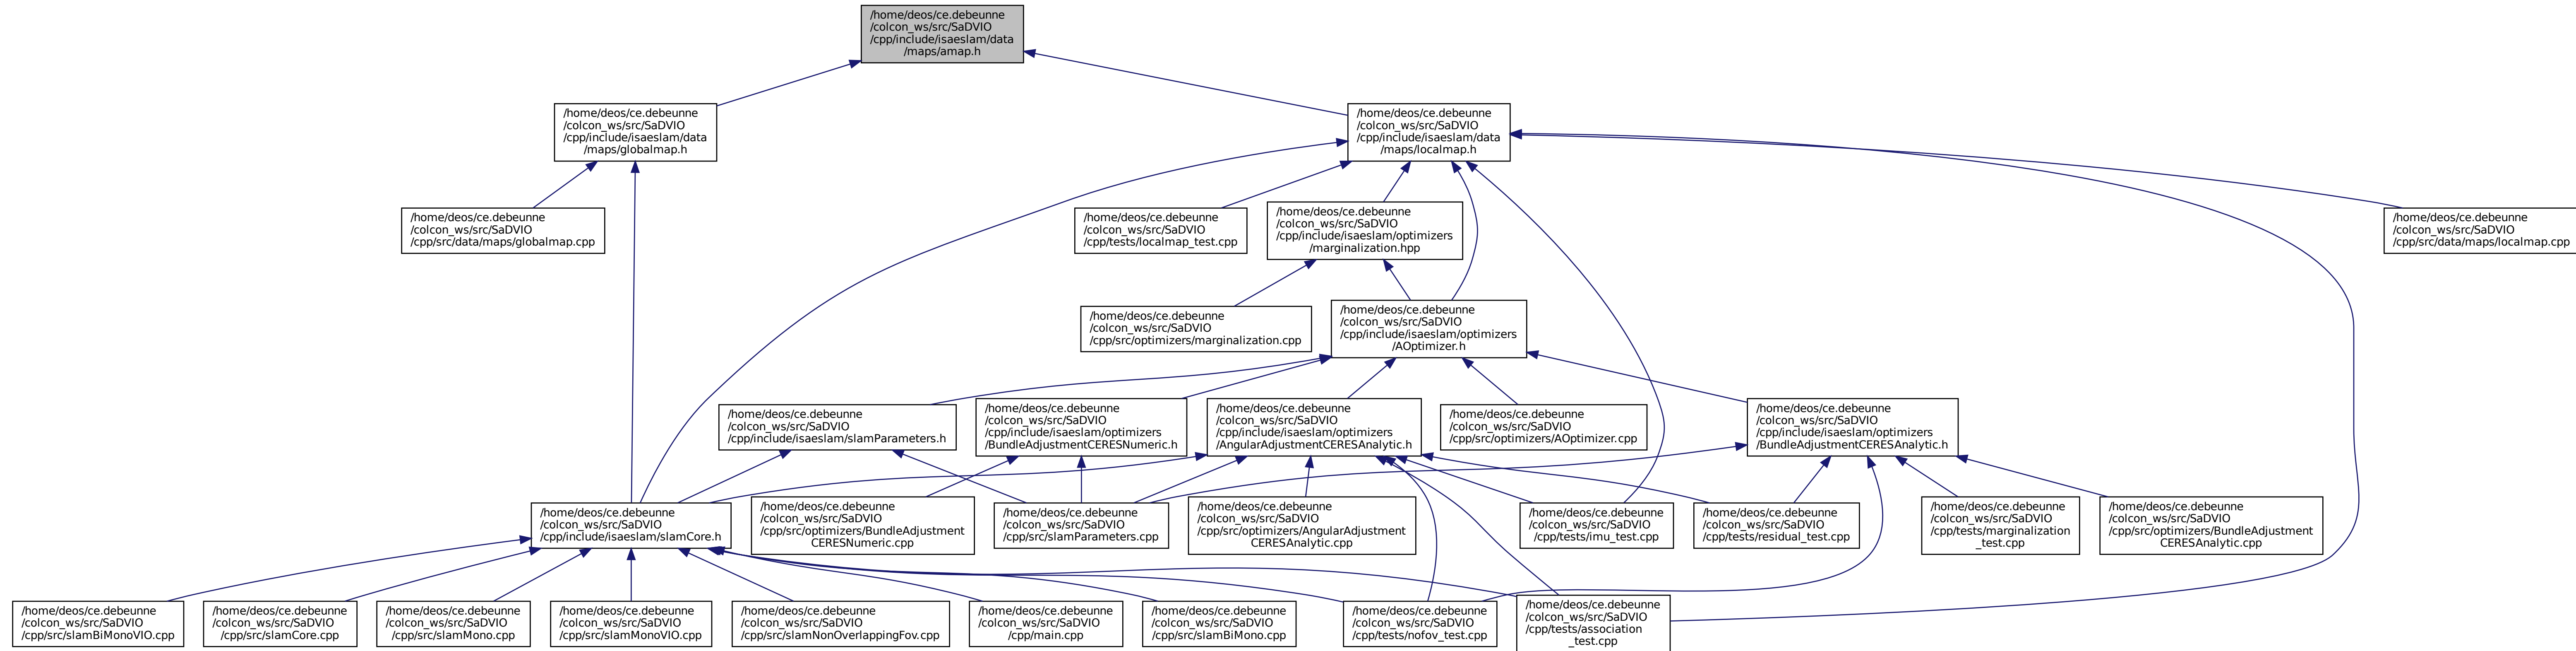 /home/deos/ce.debeunne
/colcon_ws/src/SaDVIO
/cpp/include/isaeslam/data
/maps/amap.h
/home/deos/ce.debeunne
/colcon_ws/src/SaDVIO
/cpp/include/isaeslam/data
/maps/globalmap.h
/home/deos/ce.debeunne
/colcon_ws/src/SaDVIO
/cpp/include/isaeslam/data
/maps/localmap.h
/home/deos/ce.debeunne
/colcon_ws/src/SaDVIO
/cpp/src/data/maps/globalmap.cpp
/home/deos/ce.debeunne
/colcon_ws/src/SaDVIO
/cpp/tests/localmap_test.cpp
/home/deos/ce.debeunne
/colcon_ws/src/SaDVIO
/cpp/include/isaeslam/optimizers
/marginalization.hpp
/home/deos/ce.debeunne
/colcon_ws/src/SaDVIO
/cpp/src/data/maps/localmap.cpp
/home/deos/ce.debeunne
/colcon_ws/src/SaDVIO
/cpp/src/optimizers/marginalization.cpp
/home/deos/ce.debeunne
/colcon_ws/src/SaDVIO
/cpp/include/isaeslam/optimizers
/AOptimizer.h
/home/deos/ce.debeunne
/colcon_ws/src/SaDVIO
/cpp/include/isaeslam/slamParameters.h
/home/deos/ce.debeunne
/colcon_ws/src/SaDVIO
/cpp/include/isaeslam/optimizers
/BundleAdjustmentCERESNumeric.h
/home/deos/ce.debeunne
/colcon_ws/src/SaDVIO
/cpp/include/isaeslam/optimizers
/AngularAdjustmentCERESAnalytic.h
/home/deos/ce.debeunne
/colcon_ws/src/SaDVIO
/cpp/src/optimizers/AOptimizer.cpp
/home/deos/ce.debeunne
/colcon_ws/src/SaDVIO
/cpp/include/isaeslam/optimizers
/BundleAdjustmentCERESAnalytic.h
/home/deos/ce.debeunne
/colcon_ws/src/SaDVIO
/cpp/include/isaeslam/slamCore.h
/home/deos/ce.debeunne
/colcon_ws/src/SaDVIO
/cpp/src/optimizers/BundleAdjustment
CERESNumeric.cpp
/home/deos/ce.debeunne
/colcon_ws/src/SaDVIO
/cpp/src/slamParameters.cpp
/home/deos/ce.debeunne
/colcon_ws/src/SaDVIO
/cpp/src/optimizers/AngularAdjustment
CERESAnalytic.cpp
/home/deos/ce.debeunne
/colcon_ws/src/SaDVIO
/cpp/tests/imu_test.cpp
/home/deos/ce.debeunne
/colcon_ws/src/SaDVIO
/cpp/tests/residual_test.cpp
/home/deos/ce.debeunne
/colcon_ws/src/SaDVIO
/cpp/tests/marginalization
_test.cpp
/home/deos/ce.debeunne
/colcon_ws/src/SaDVIO
/cpp/src/optimizers/BundleAdjustment
CERESAnalytic.cpp
/home/deos/ce.debeunne
/colcon_ws/src/SaDVIO
/cpp/src/slamBiMonoVIO.cpp
/home/deos/ce.debeunne
/colcon_ws/src/SaDVIO
/cpp/src/slamCore.cpp
/home/deos/ce.debeunne
/colcon_ws/src/SaDVIO
/cpp/src/slamMono.cpp
/home/deos/ce.debeunne
/colcon_ws/src/SaDVIO
/cpp/src/slamMonoVIO.cpp
/home/deos/ce.debeunne
/colcon_ws/src/SaDVIO
/cpp/src/slamNonOverlappingFov.cpp
/home/deos/ce.debeunne
/colcon_ws/src/SaDVIO
/cpp/main.cpp
/home/deos/ce.debeunne
/colcon_ws/src/SaDVIO
/cpp/src/slamBiMono.cpp
/home/deos/ce.debeunne
/colcon_ws/src/SaDVIO
/cpp/tests/nofov_test.cpp
/home/deos/ce.debeunne
/colcon_ws/src/SaDVIO
/cpp/tests/association
_test.cpp